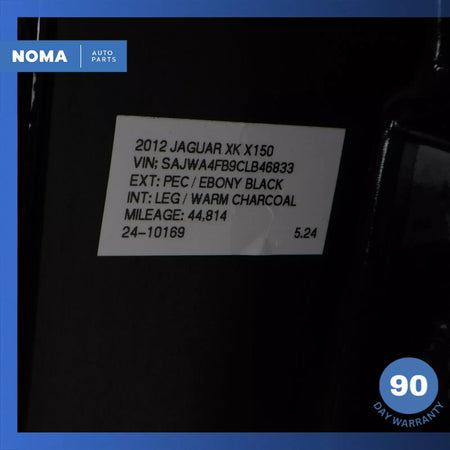 NOMA AUTO PARTS
2012 JAGUAR XK X150
VIN: SAJWA4FB9CLB46833
EXT: PEC / EBONY BLACK
INT: LEG / WARM CHARCOAL
MILEAGE: 44,814
24-10169 5.24
90
DAY WARRANTY